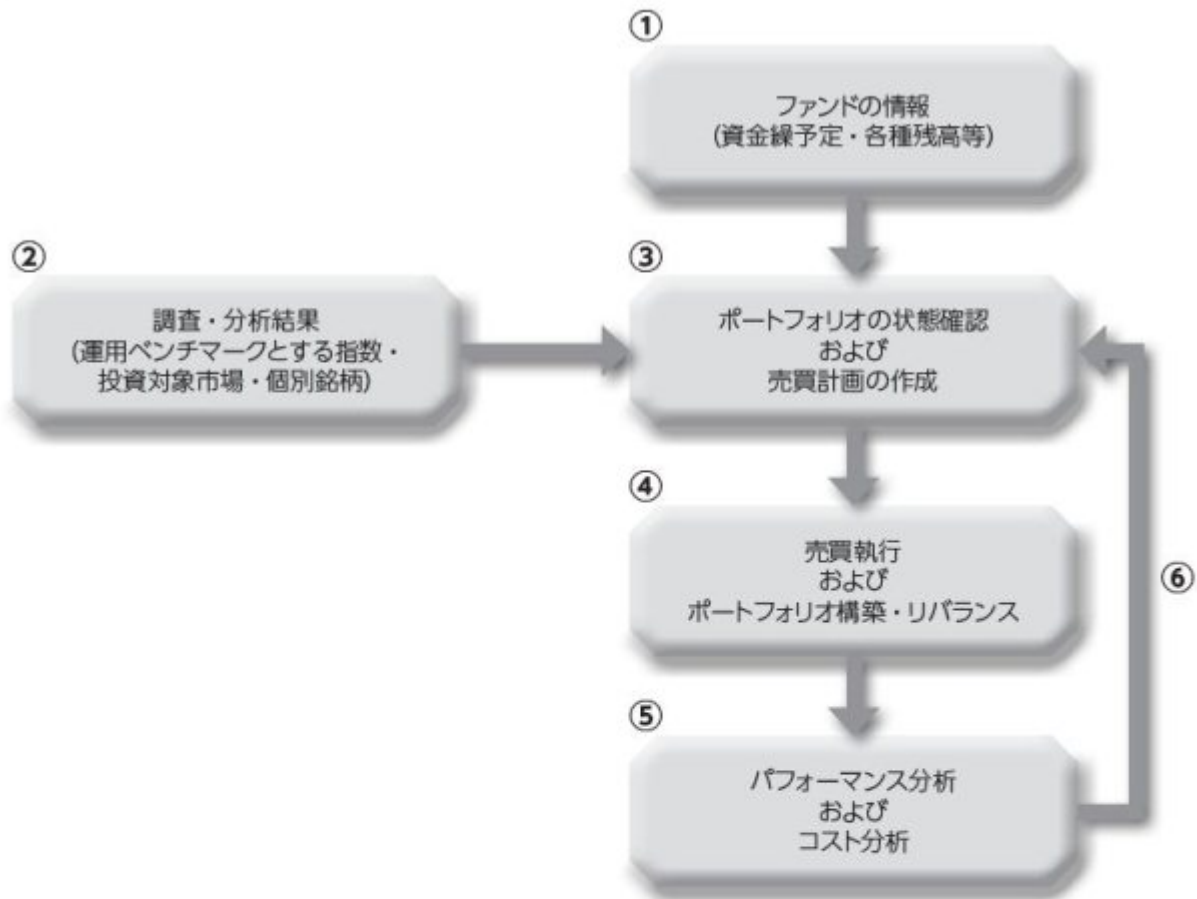 ①
ファンドの情報
(資金繰予定・各種残高等)
②
調査・分析結果
(運用ベンチマークとする指数・
投資対象市場・個別銘柄)
③
ポートフォリオの状態確認
および
売買計画の作成
④
売買執行
および
ポートフォリオ構築・リバランス
⑤
パフォーマンス分析
および
コスト分析
⑥